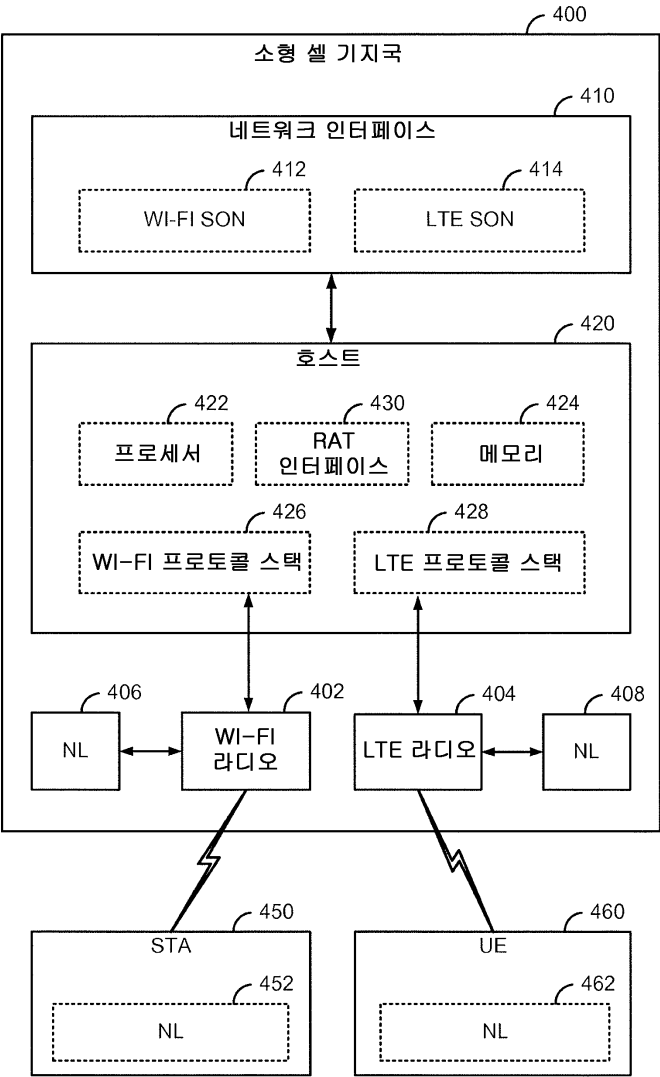 400
소형 셀 기지국
410
네트워크 인터페이스
412
414
WI-FI SON
LTE SON
420
호스트
422
430
424
프로세서
RAT
인터페이스
메모리
426
428
WI-FI 프로토콜 스택
LTE 프로토콜 스택
406
402
404
408
NL
WI-FI
라디오
LTE 라디오
NL
450
460
STA
UE
452
462
NL
NL